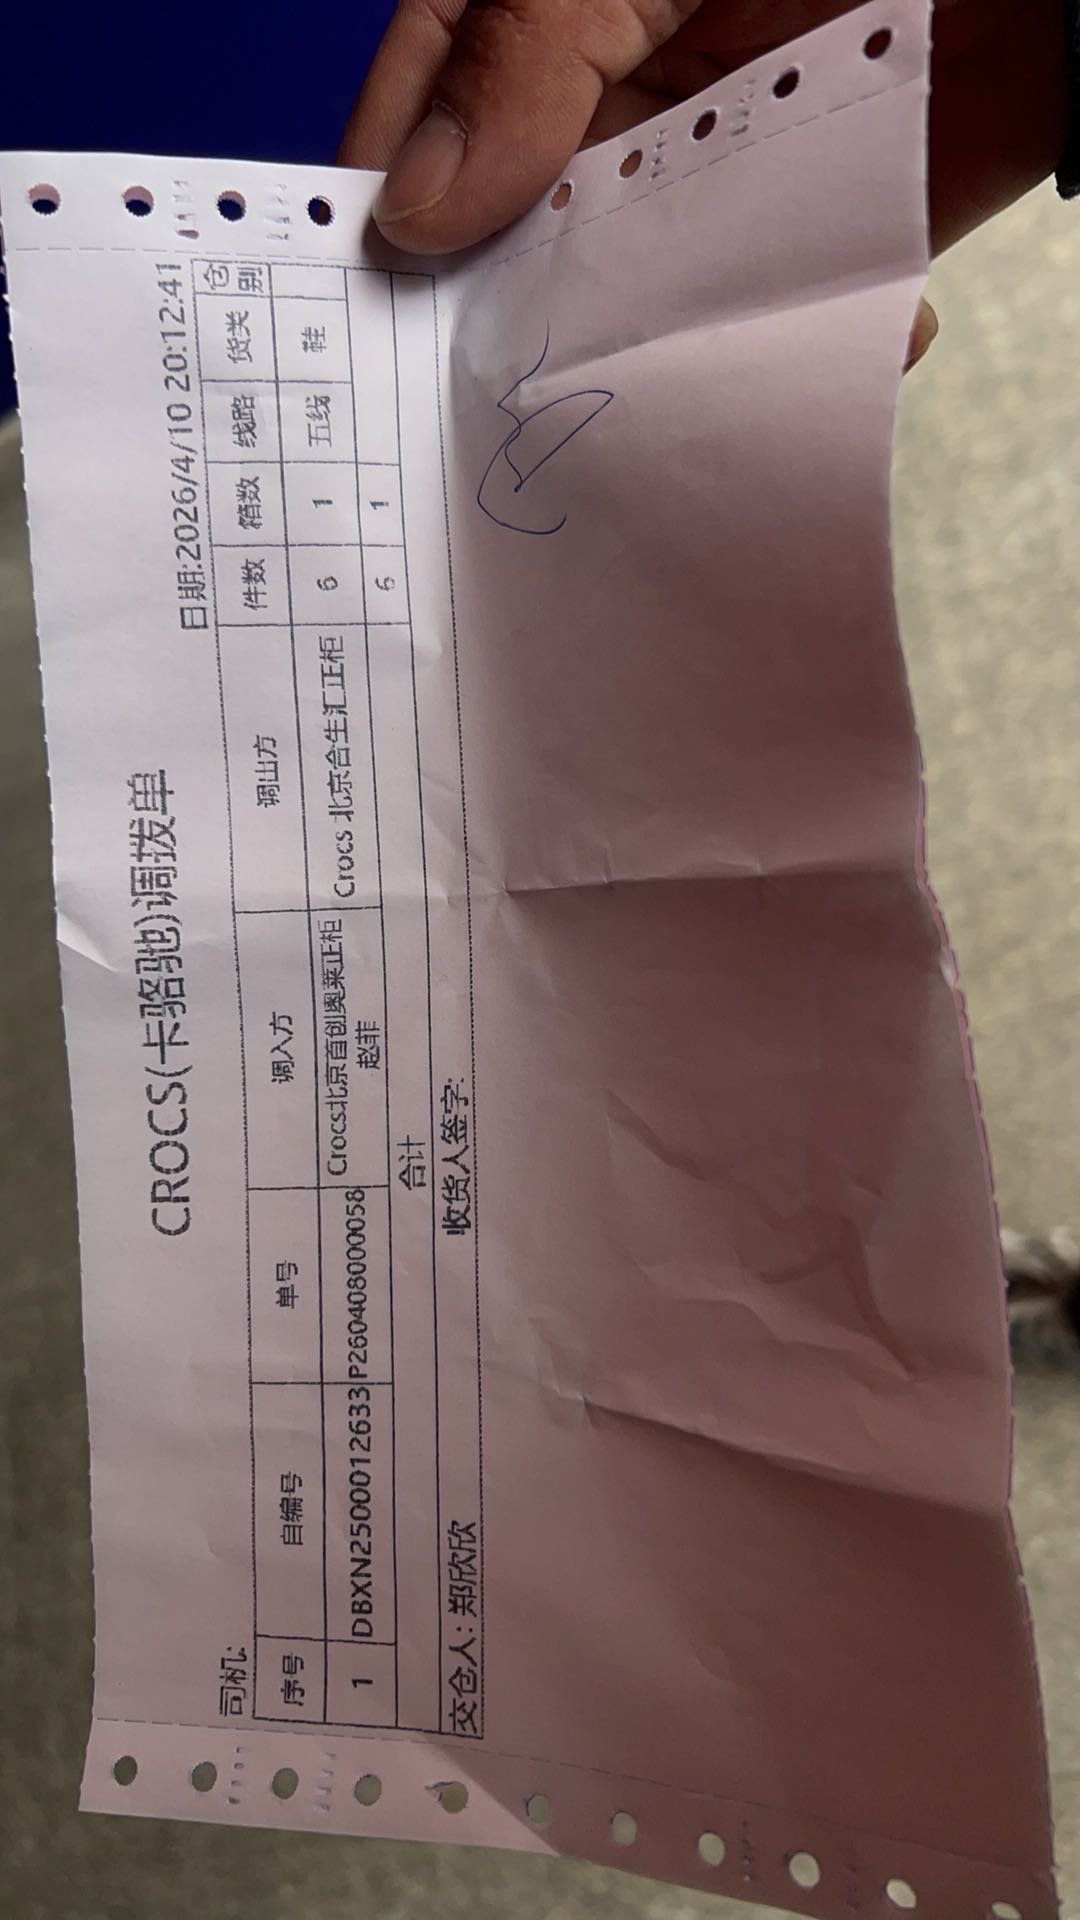 CROCS(卡骆驰)调拨单
司机: 日期:2026/4/10 20:12:41
序号 自编号 单号 调入方 调出方 件数 箱数 线路 货类 仓别
1 DBXN2500012633 P260408000058 Crocs北京首创奥莱正柜赵菲 Crocs 北京合生汇正柜 6 1 五线 鞋
合计 6 1
交仓人: 郑欣欣 收货人签字: